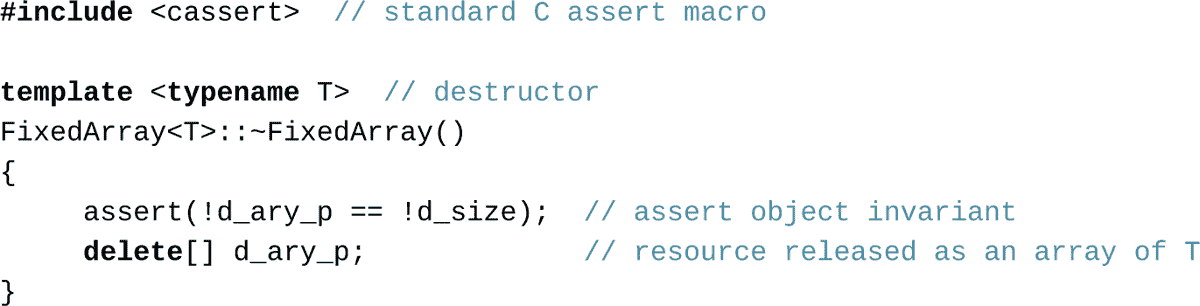 #include <cassert>  // standard C assert macro

template <typename T>  // destructor
FixedArray<T>::~FixedArray()
{
     assert(!d_ary_p == !d_size);  // assert object invariant
     delete[] d_ary_p;             // resource released as an array of T
}